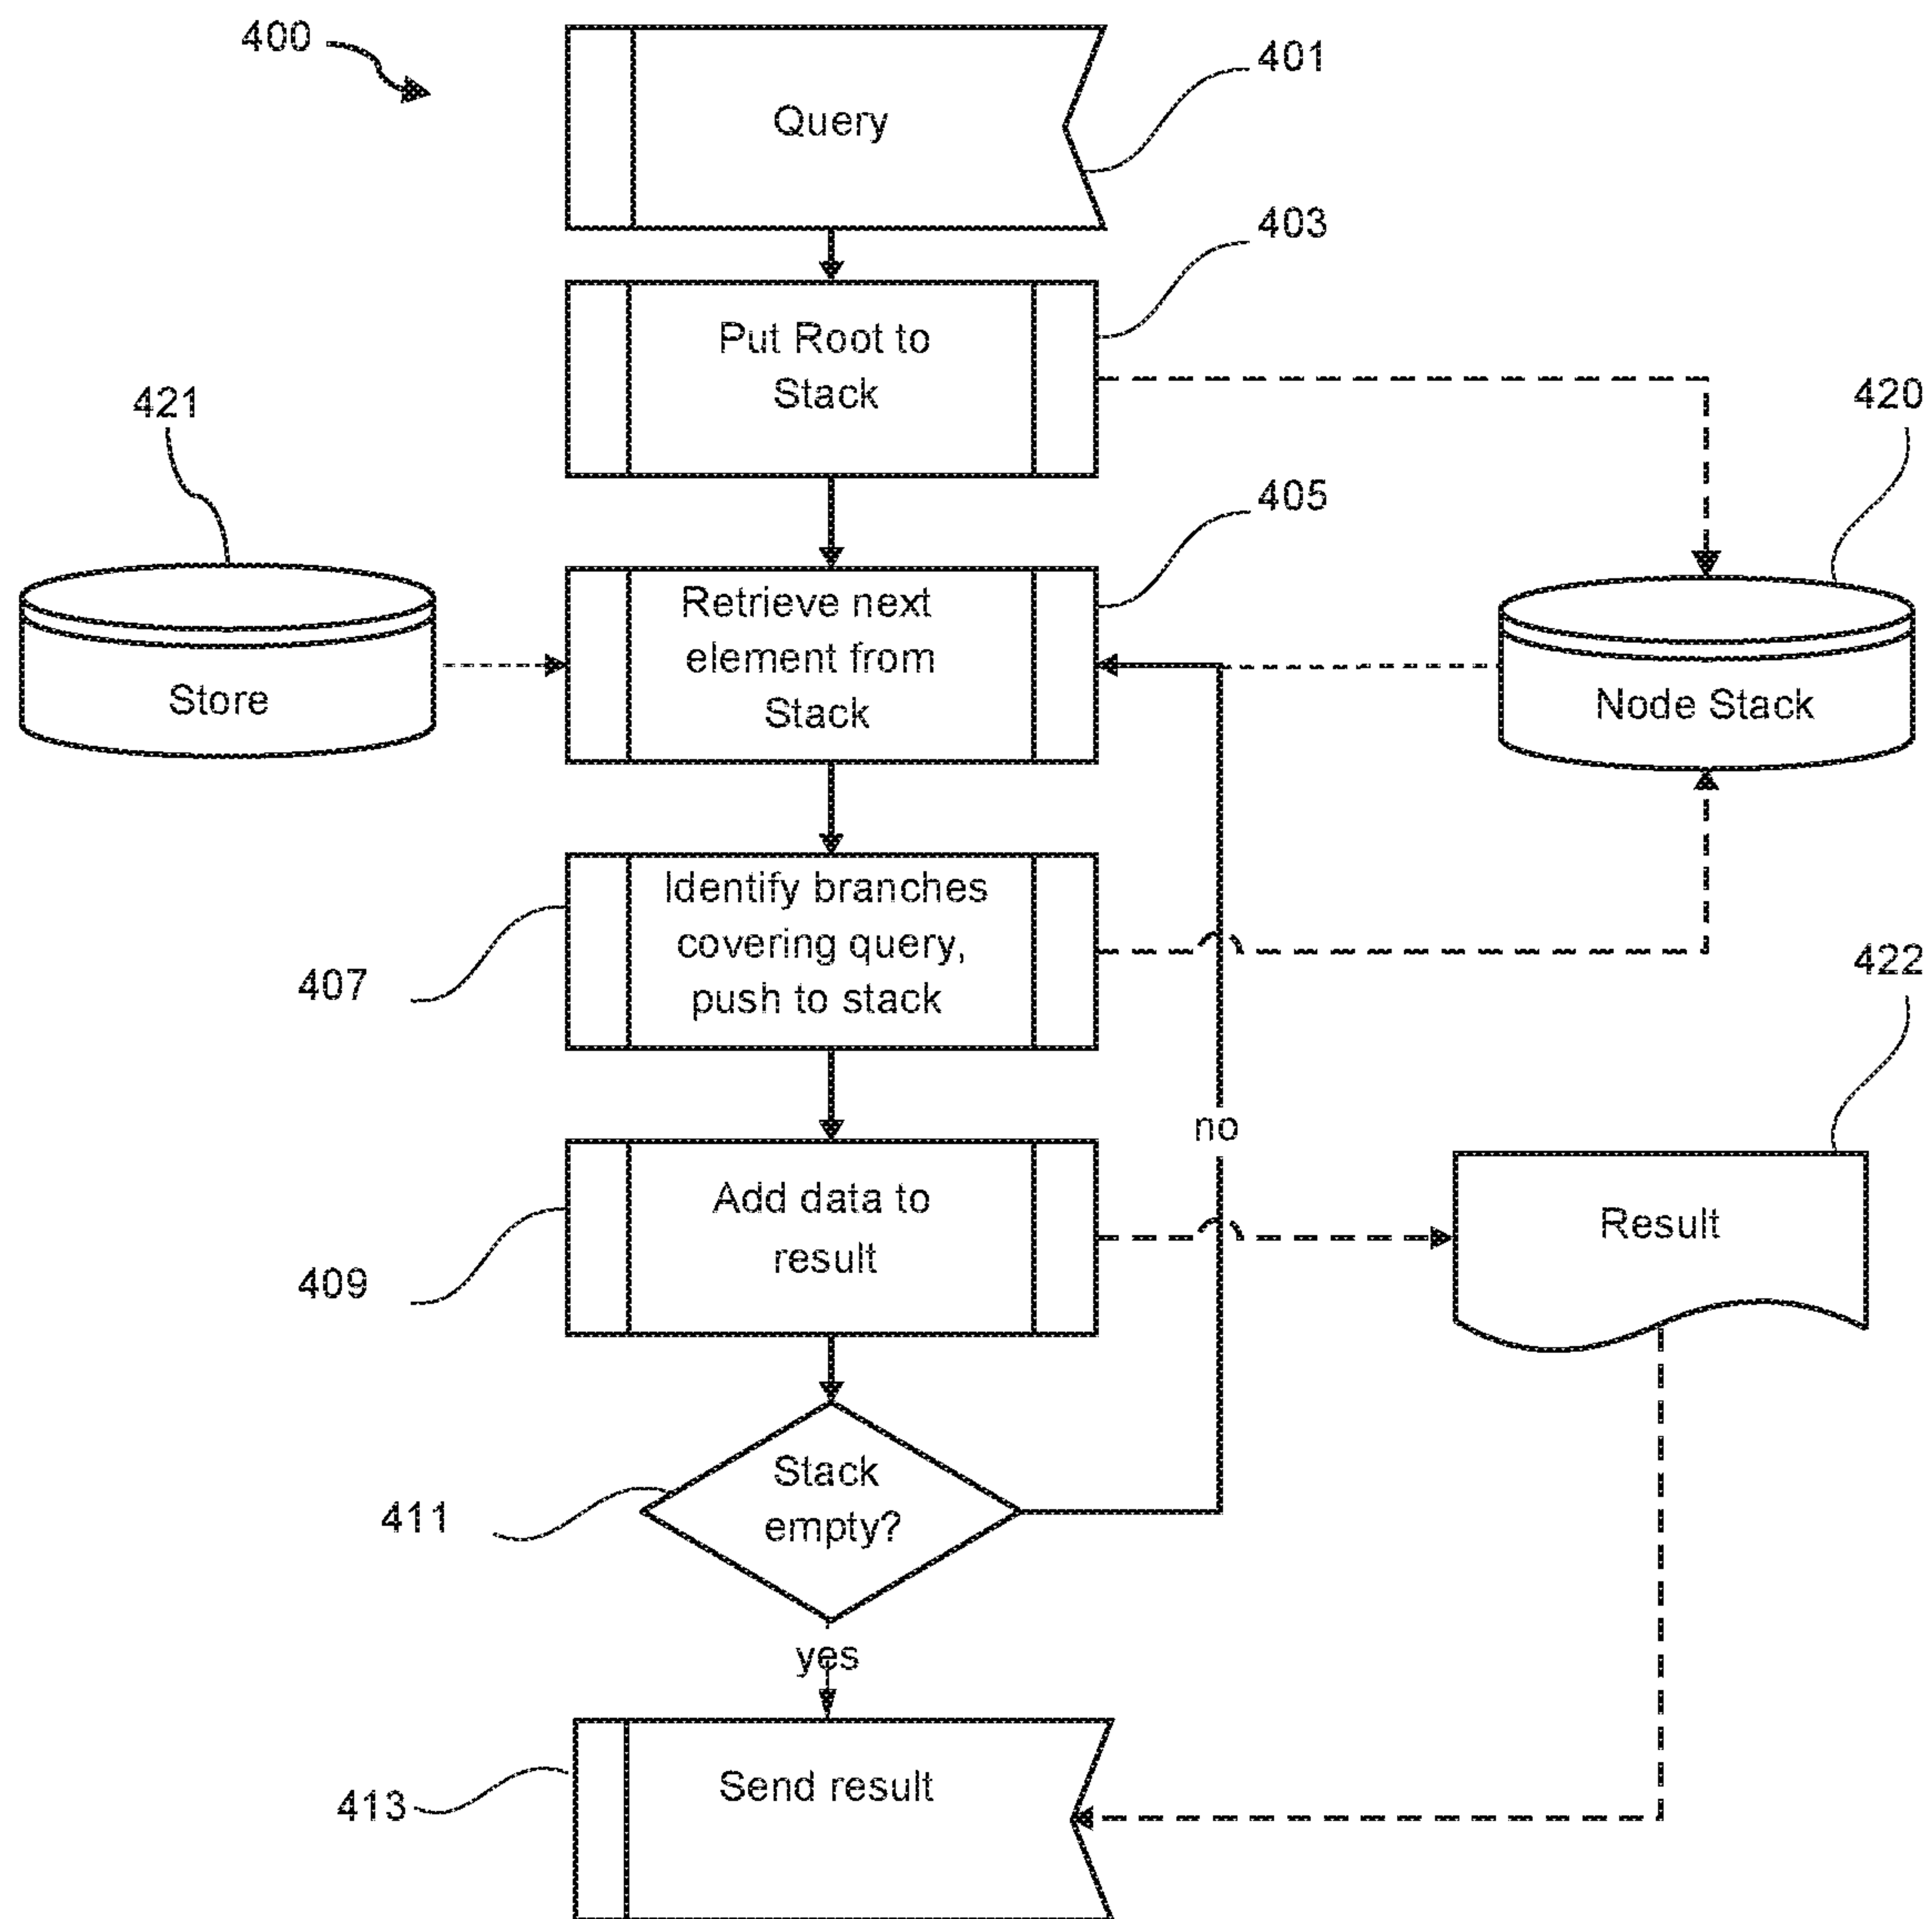 400
401
Query
403
Put Root to
Stack
421
420
405
Retrieve next
element from
Stack
Store
Node Stack
Identify branches
covering query,
push to stack
407
422
no
Add data to
result
Result
409
Stack
empty?
411
yes
Send result
413